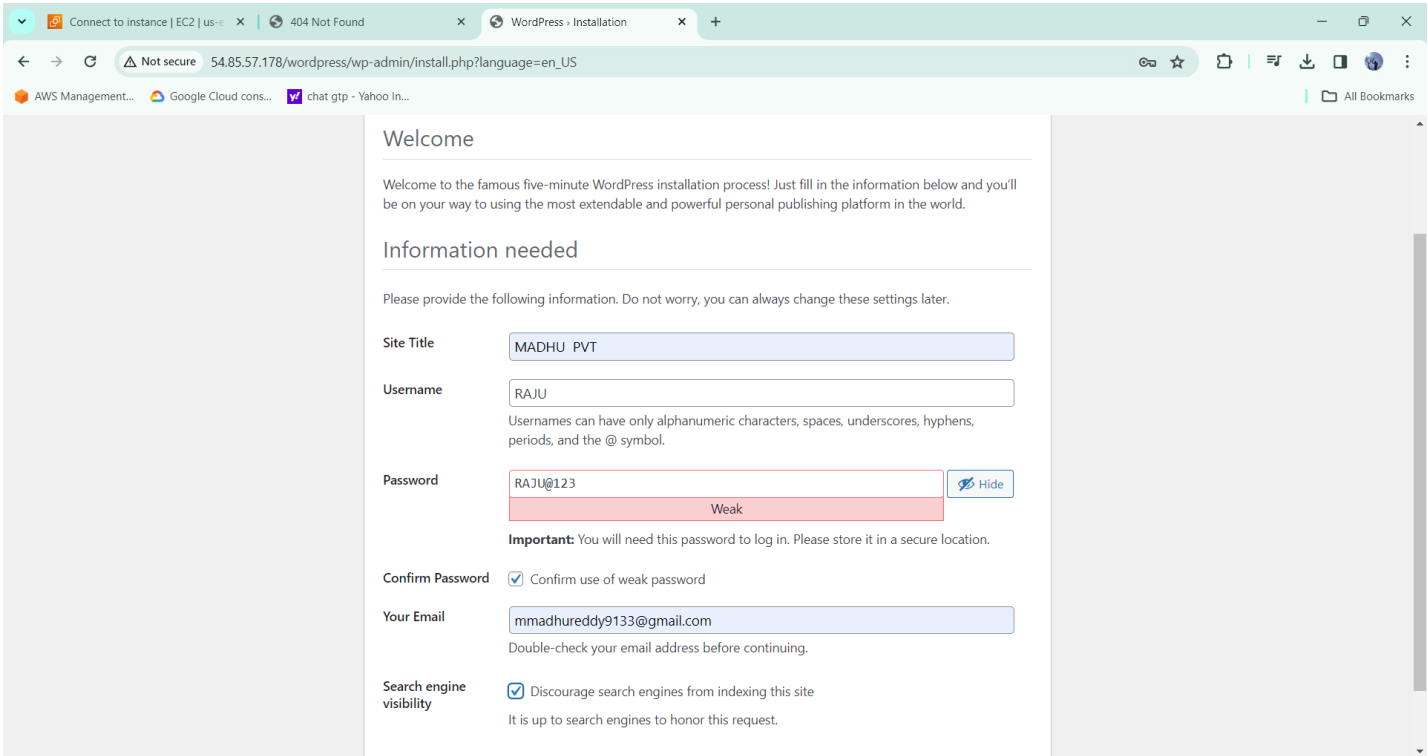 Connect to instance | EC2 | us-e
404 Not Found
WordPress › Installation
Not secure
54.85.57.178/wordpress/wp-admin/install.php?language=en_US
AWS Management...
Google Cloud cons...
chat gtp - Yahoo In...
All Bookmarks
Welcome
Welcome to the famous five-minute WordPress installation process! Just fill in the information below and you’ll
be on your way to using the most extendable and powerful personal publishing platform in the world.
Information needed
Please provide the following information. Do not worry, you can always change these settings later.
Site Title
MADHU PVT
Username
RAJU
Usernames can have only alphanumeric characters, spaces, underscores, hyphens,
periods, and the @ symbol.
Password
RAJU@123
Hide
Weak
Important: You will need this password to log in. Please store it in a secure location.
Confirm Password
Confirm use of weak password
Your Email
mmadhureddy9133@gmail.com
Double-check your email address before continuing.
Search engine
visibility
Discourage search engines from indexing this site
It is up to search engines to honor this request.